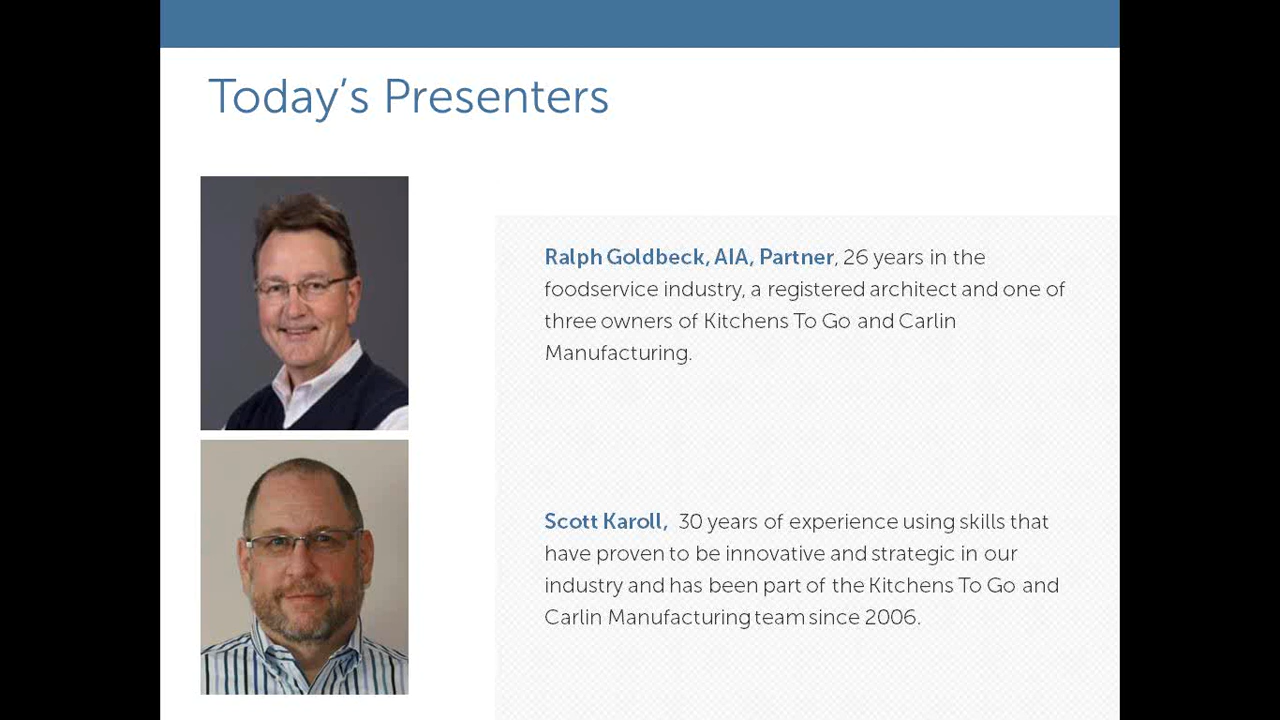 Today’s Presenters
Ralph Goldbeck, AIA, Partner, 26 years in the
foodservice industry, a registered architect and one of
three owners of Kitchens To Go and Carlin
Manufacturing.
Scott Karoll,  30 years of experience using skills that
have proven to be innovative and strategic in our
industry and has been part of the Kitchens To Go and
Carlin Manufacturing team since 2006.